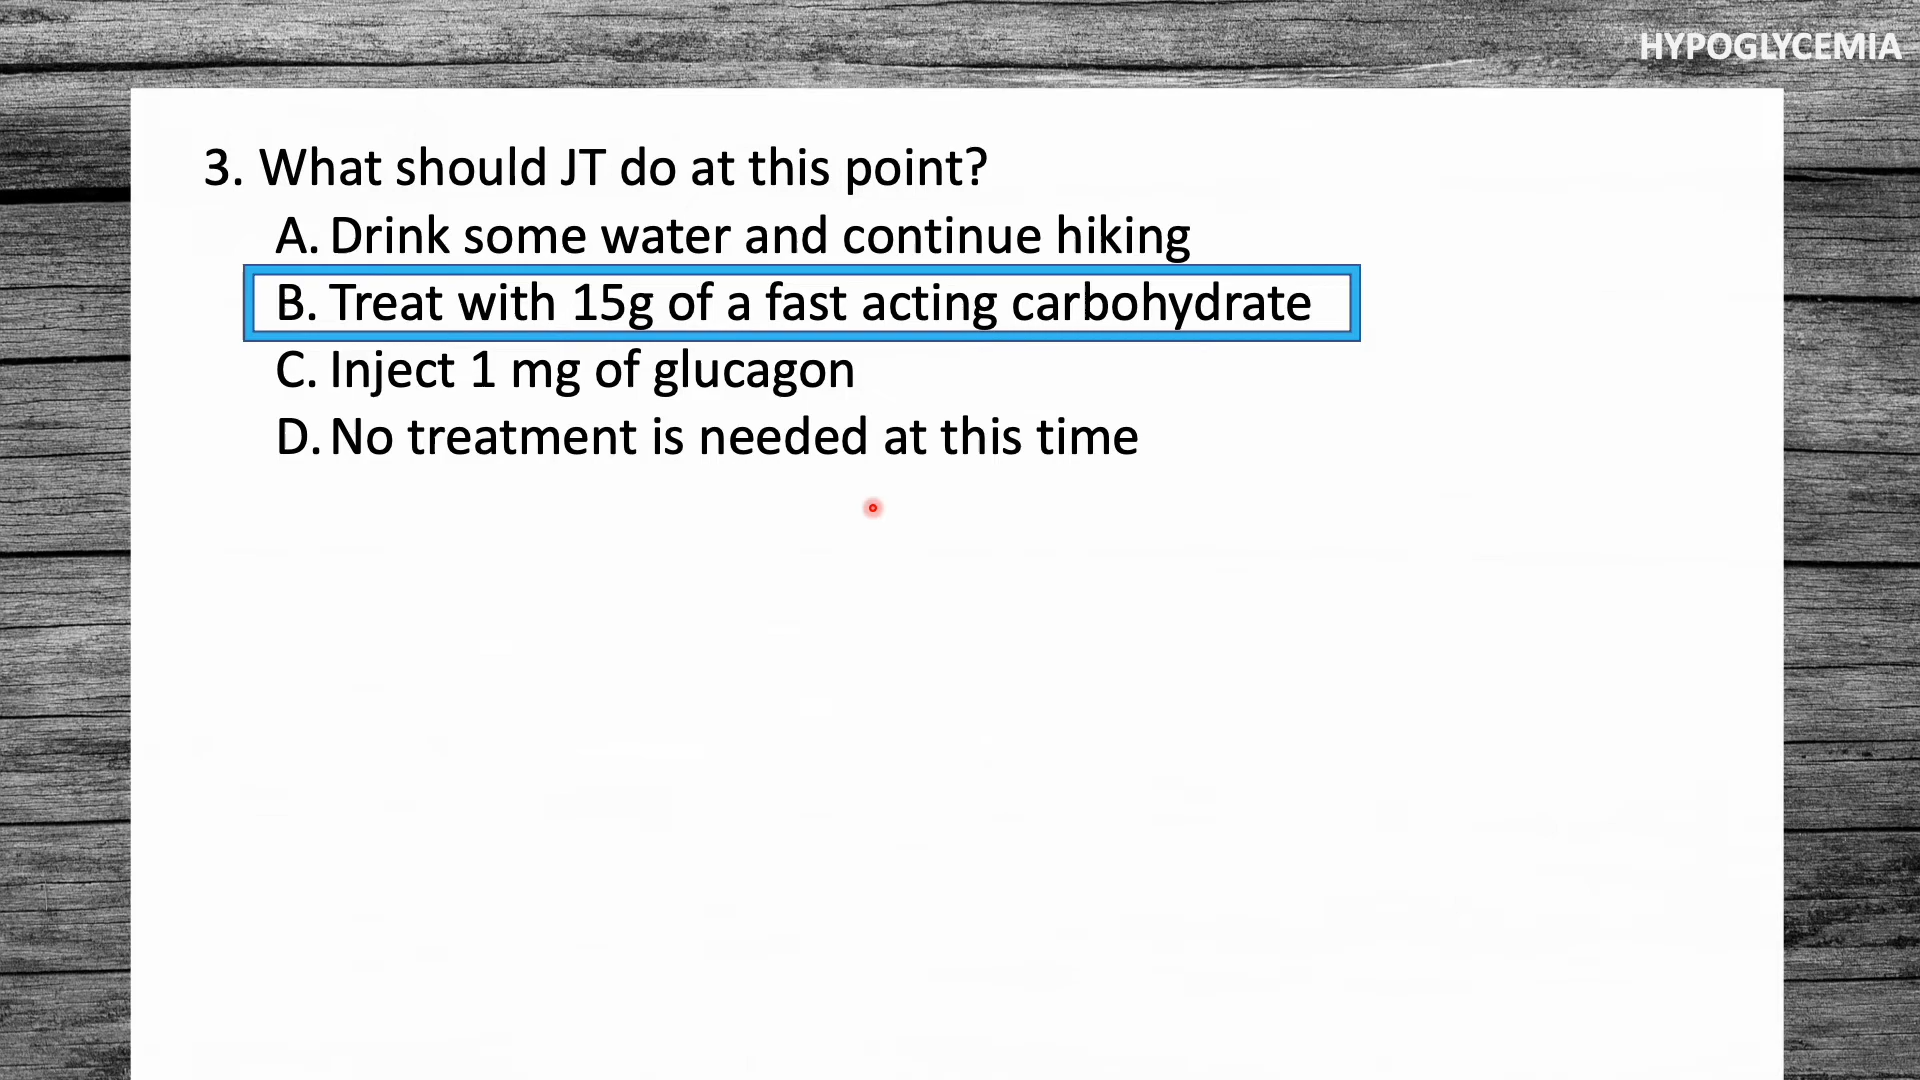 HYPOGLYCEMIA
3. What should JT do at this point?
A. Drink some water and continue hiking
B. Treat with 15g of a fast acting carbohydrate
C. Inject 1 mg of glucagon
D. No treatment is needed at this time